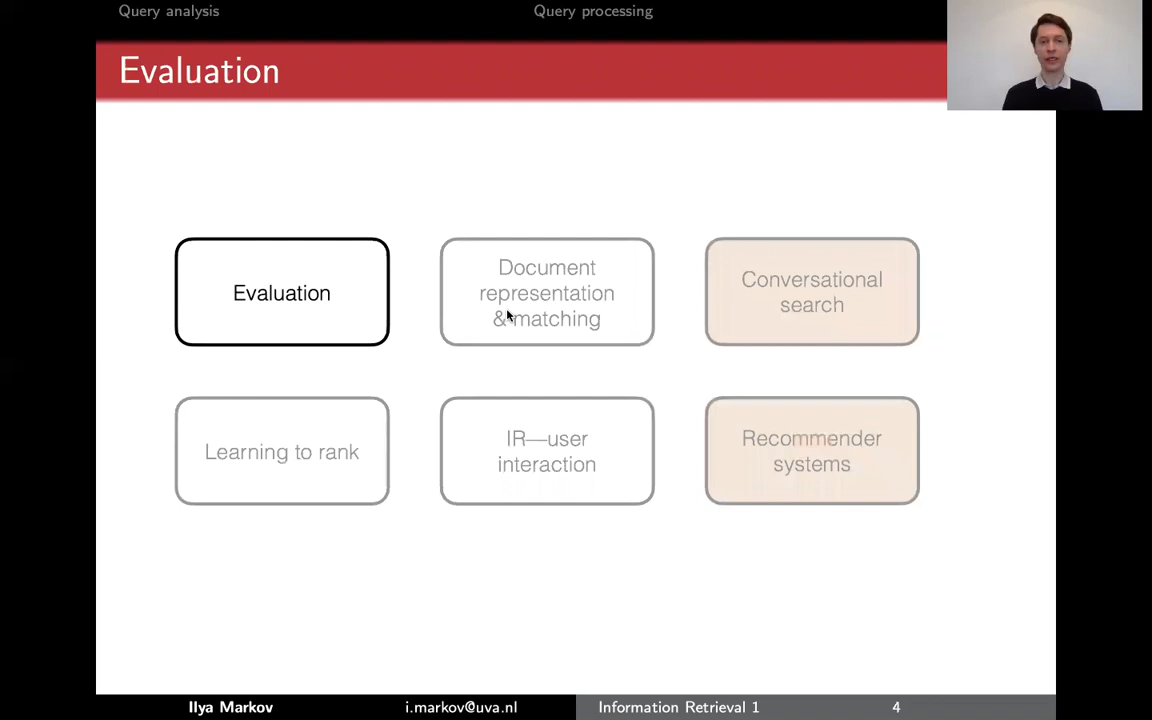 Query analysis
Query processing
Evaluation
Evaluation
Document
representation
& matching
Conversational
search
Learning to rank
IR—user
interaction
Recommender
systems
Ilya Markov
i.markov@uva.nl
Information Retrieval 1
4